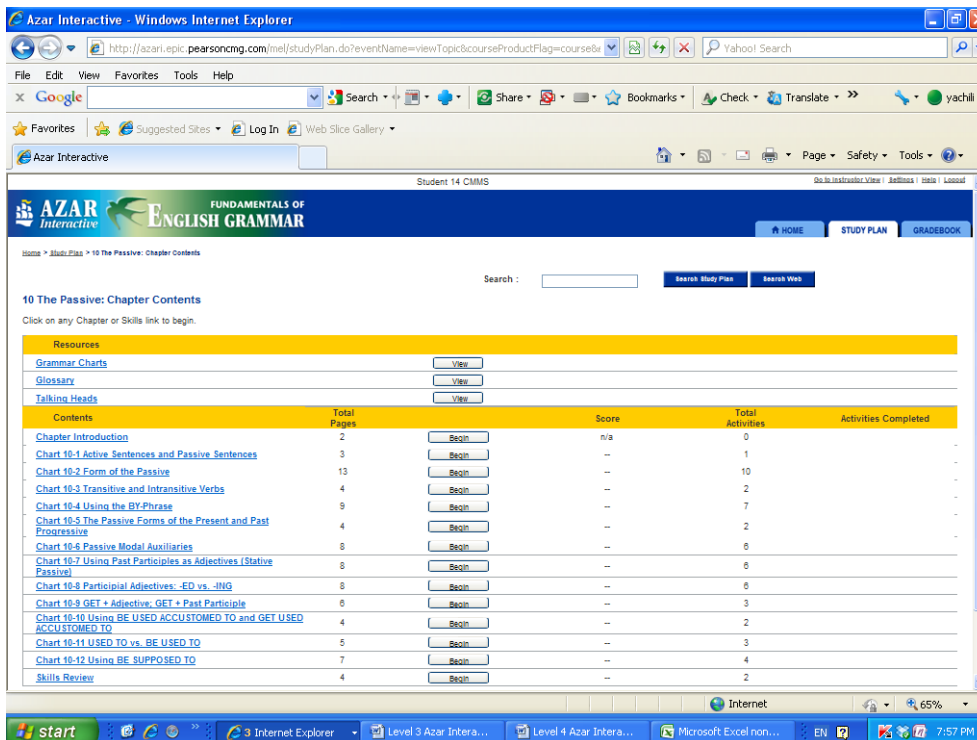 Azar Interactive - Windows Internet Explorer
http://azari.epic.pearsoncmg.com/mel/studyPlan.do?eventName=viewTopic&courseProductFlag=course&
Yahoo! Search
File Edit View Favorites Tools Help
x Google Search Share Bookmarks Check Translate yachili
Favorites Suggested Sites Log In Web Slice Gallery
Azar Interactive Page Safety Tools
Student 14 CMMS Go to Instructor View | Settings | Help | Logout
AZAR Interactive FUNDAMENTALS OF ENGLISH GRAMMAR
HOME STUDY PLAN GRADEBOOK
Home > Study Plan > 10 The Passive: Chapter Contents
Search : Search Study Plan Search Web
10 The Passive: Chapter Contents
Click on any Chapter or Skills link to begin.
Resources
Grammar Charts View
Glossary View
Talking Heads View
Contents Total Pages Score Total Activities Activities Completed
Chapter Introduction 2 Begin n/a 0
Chart 10-1 Active Sentences and Passive Sentences 3 Begin -- 1
Chart 10-2 Form of the Passive 13 Begin -- 10
Chart 10-3 Transitive and Intransitive Verbs 4 Begin -- 2
Chart 10-4 Using the BY-Phrase 9 Begin -- 7
Chart 10-5 The Passive Forms of the Present and Past Progressive 4 Begin -- 2
Chart 10-6 Passive Modal Auxiliaries 8 Begin -- 6
Chart 10-7 Using Past Participles as Adjectives (Stative Passive) 8 Begin -- 6
Chart 10-8 Participial Adjectives: -ED vs. -ING 8 Begin -- 6
Chart 10-9 GET + Adjective; GET + Past Participle 6 Begin -- 3
Chart 10-10 Using BE USED ACCUSTOMED TO and GET USED ACCUSTOMED TO 4 Begin -- 2
Chart 10-11 USED TO vs. BE USED TO 5 Begin -- 3
Chart 10-12 Using BE SUPPOSED TO 7 Begin -- 4
Skills Review 4 Begin -- 2
Internet 65%
start 3 Internet Explorer Level 3 Azar Intera... Level 4 Azar Intera... Microsoft Excel non... EN 7:57 PM